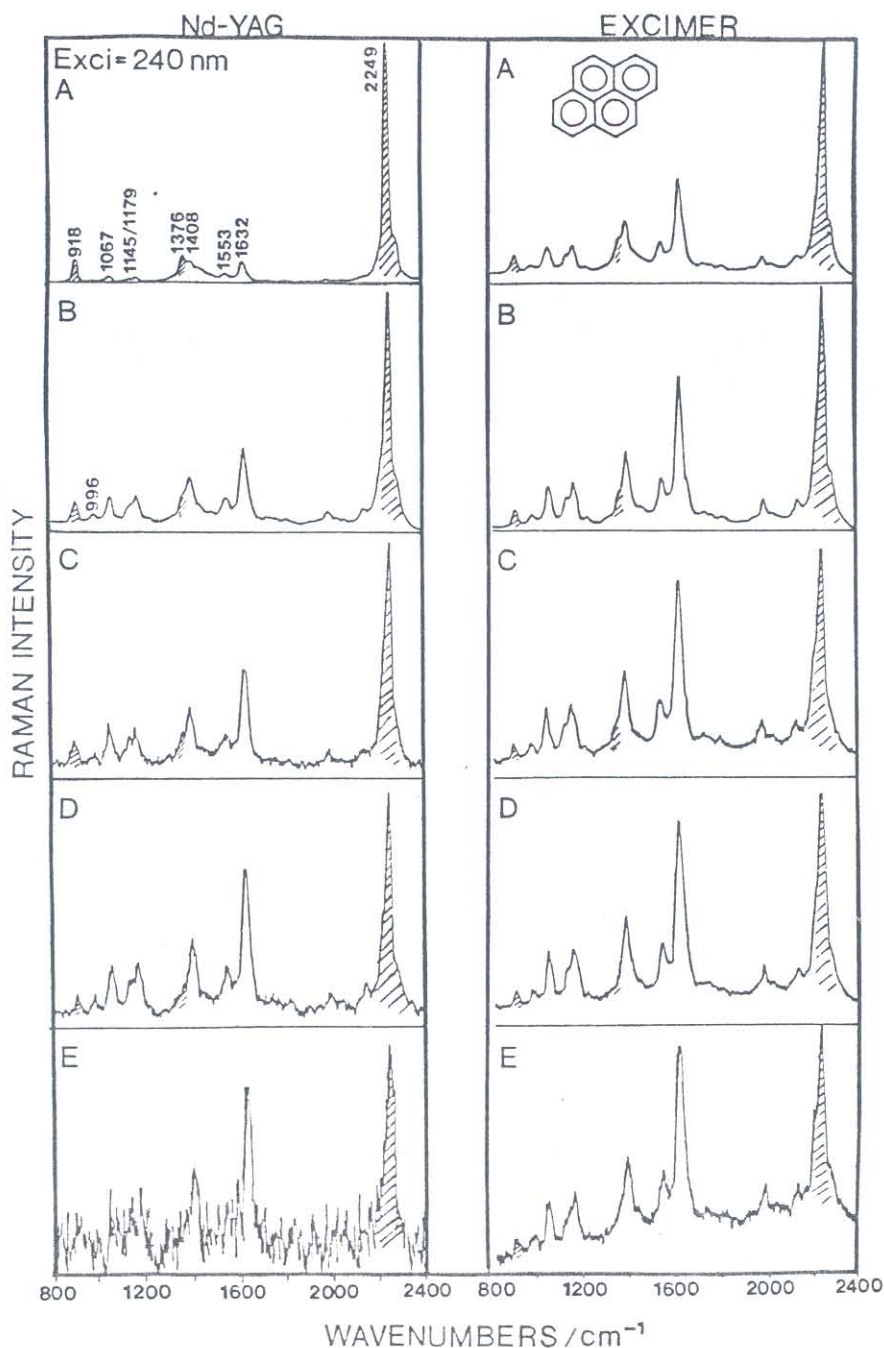 Nd-YAG
EXCIMER
Exci = 240 nm
A
918
1067
1145/1179
1376
1408
1553
1632
2249
A
B
996
B
C
C
D
D
E
E
RAMAN INTENSITY
800 1200 1600 2000 2400
800 1200 1600 2000 2400
WAVENUMBERS /cm⁻¹